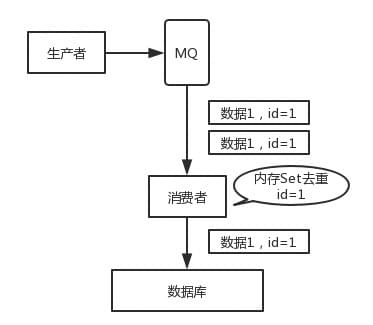 生产者
MQ
数据1，id=1
数据1，id=1
消费者
内存Set去重
id=1
数据1，id=1
数据库